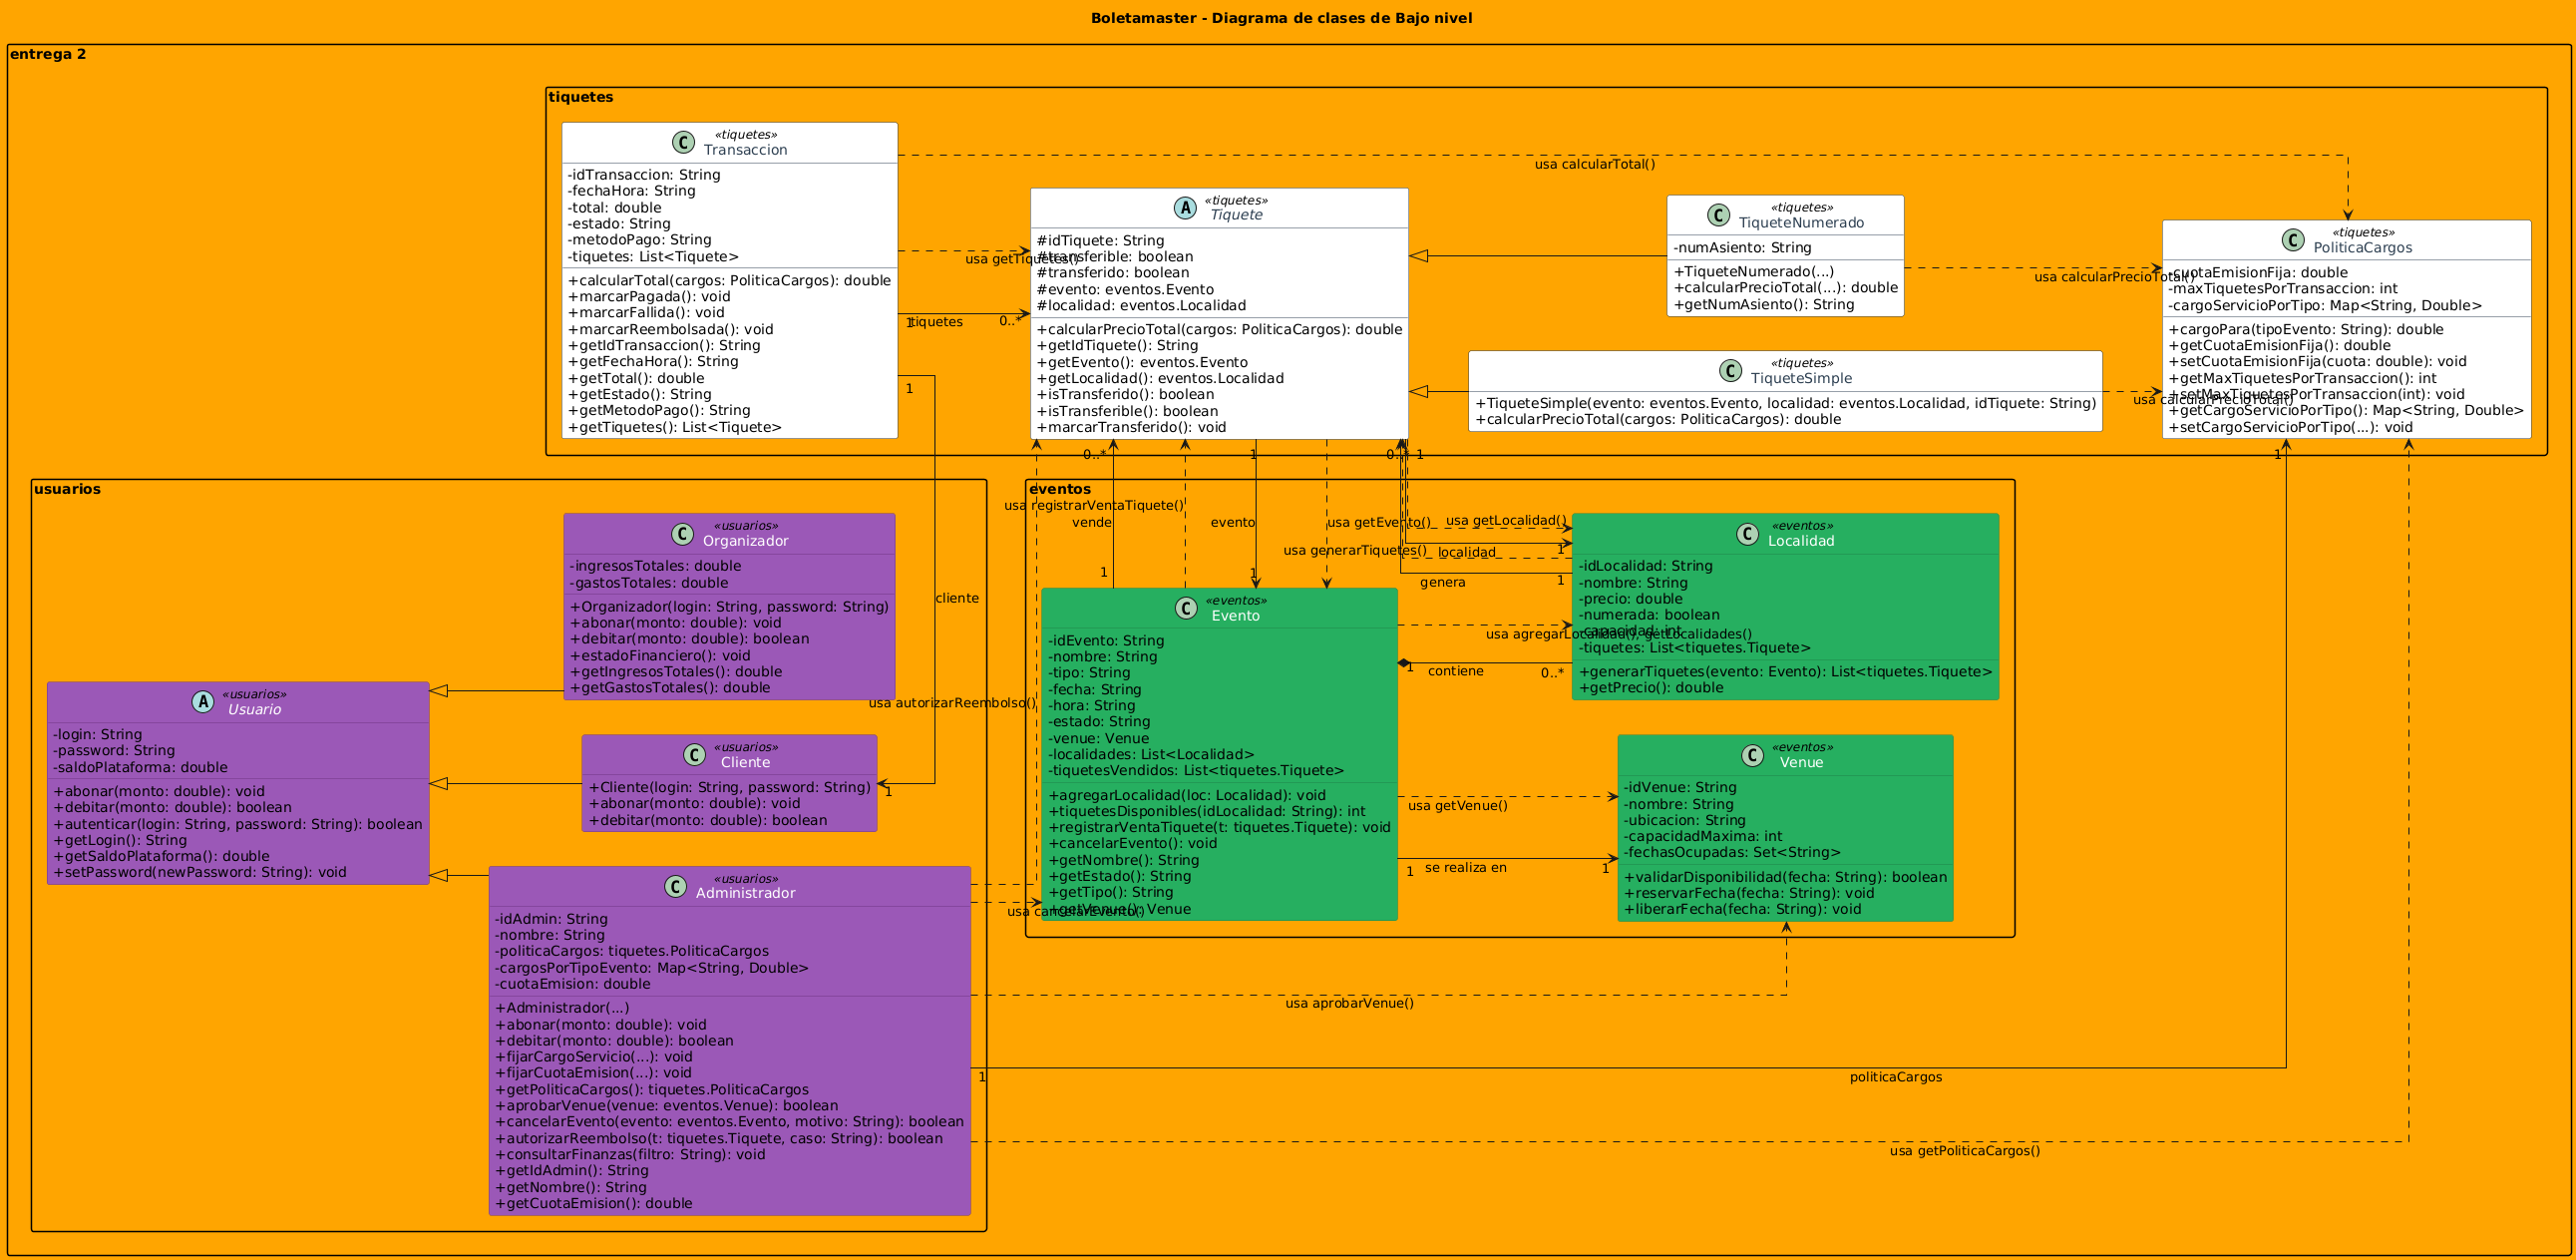 Boletamaster - Diagrama de clases de Bajo nivel
entrega 2
tiquetes
«tiquetes»
C Transaccion
-idTransaccion: String
-fechaHora: String
-total: double
-estado: String
-metodoPago: String
-tiquetes: List<Tiquete>
+calcularTotal(cargos: PoliticaCargos): double
+marcarPagada(): void
+marcarFallida(): void
+marcarReembolsada(): void
+getIdTransaccion(): String
+getFechaHora(): String
+getTotal(): double
+getEstado(): String
+getMetodoPago(): String
+getTiquetes(): List<Tiquete>
usa calcularTotal()
usa getTiquetes()
1
tiquetes
0..*
1
«tiquetes»
A Tiquete
#idTiquete: String
#transferible: boolean
#transferido: boolean
#evento: eventos.Evento
#localidad: eventos.Localidad
+calcularPrecioTotal(cargos: PoliticaCargos): double
+getIdTiquete(): String
+getEvento(): eventos.Evento
+getLocalidad(): eventos.Localidad
+isTransferido(): boolean
+isTransferible(): boolean
+marcarTransferido(): void
«tiquetes»
C TiqueteNumerado
-numAsiento: String
+TiqueteNumerado(...)
+calcularPrecioTotal(...): double
+getNumAsiento(): String
usa calcularPrecioTotal()
«tiquetes»
C TiqueteSimple
+TiqueteSimple(evento: eventos.Evento, localidad: eventos.Localidad, idTiquete: String)
+calcularPrecioTotal(cargos: PoliticaCargos): double
usa calcularPrecioTotal()
«tiquetes»
C PoliticaCargos
-cuotaEmisionFija: double
-maxTiquetesPorTransaccion: int
-cargoServicioPorTipo: Map<String, Double>
+cargoPara(tipoEvento: String): double
+getCuotaEmisionFija(): double
+setCuotaEmisionFija(cuota: double): void
+getMaxTiquetesPorTransaccion(): int
+setMaxTiquetesPorTransaccion(int): void
+getCargoServicioPorTipo(): Map<String, Double>
+setCargoServicioPorTipo(...): void
0..*
1
0..*
1
1
usuarios
«usuarios»
C Organizador
-ingresosTotales: double
-gastosTotales: double
+Organizador(login: String, password: String)
+abonar(monto: double): void
+debitar(monto: double): boolean
+estadoFinanciero(): void
+getIngresosTotales(): double
+getGastosTotales(): double
cliente
usa autorizarReembolso()
«usuarios»
A Usuario
-login: String
-password: String
-saldoPlataforma: double
+abonar(monto: double): void
+debitar(monto: double): boolean
+autenticar(login: String, password: String): boolean
+getLogin(): String
+getSaldoPlataforma(): double
+setPassword(newPassword: String): void
«usuarios»
C Cliente
+Cliente(login: String, password: String)
+abonar(monto: double): void
+debitar(monto: double): boolean
1
«usuarios»
C Administrador
-idAdmin: String
-nombre: String
-politicaCargos: tiquetes.PoliticaCargos
-cargosPorTipoEvento: Map<String, Double>
-cuotaEmision: double
+Administrador(...)
+abonar(monto: double): void
+debitar(monto: double): boolean
+fijarCargoServicio(...): void
+fijarCuotaEmision(...): void
+getPoliticaCargos(): tiquetes.PoliticaCargos
+aprobarVenue(venue: eventos.Venue): boolean
+cancelarEvento(evento: eventos.Evento, motivo: String): boolean
+autorizarReembolso(t: tiquetes.Tiquete, caso: String): boolean
+consultarFinanzas(filtro: String): void
+getIdAdmin(): String
+getNombre(): String
+getCuotaEmision(): double
eventos
usa registrarVentaTiquete()
vende
evento
usa getEvento()
usa getLocalidad()
usa generarTiquetes()
localidad
1
genera
1
1
1
«eventos»
C Evento
-idEvento: String
-nombre: String
-tipo: String
-fecha: String
-hora: String
-estado: String
-venue: Venue
-localidades: List<Localidad>
-tiquetesVendidos: List<tiquetes.Tiquete>
+agregarLocalidad(loc: Localidad): void
+tiquetesDisponibles(idLocalidad: String): int
+registrarVentaTiquete(t: tiquetes.Tiquete): void
+cancelarEvento(): void
+getNombre(): String
+getEstado(): String
+getTipo(): String
+getVenue(): Venue
usa cancelarEvento()
«eventos»
C Localidad
-idLocalidad: String
-nombre: String
-precio: double
-numerada: boolean
-capacidad: int
-tiquetes: List<tiquetes.Tiquete>
+generarTiquetes(evento: Evento): List<tiquetes.Tiquete>
+getPrecio(): double
usa agregarLocalidad(), getLocalidades()
1
contiene
0..*
«eventos»
C Venue
-idVenue: String
-nombre: String
-ubicacion: String
-capacidadMaxima: int
-fechasOcupadas: Set<String>
+validarDisponibilidad(fecha: String): boolean
+reservarFecha(fecha: String): void
+liberarFecha(fecha: String): void
usa getVenue()
1
se realiza en
1
usa aprobarVenue()
1
politicaCargos
usa getPoliticaCargos()